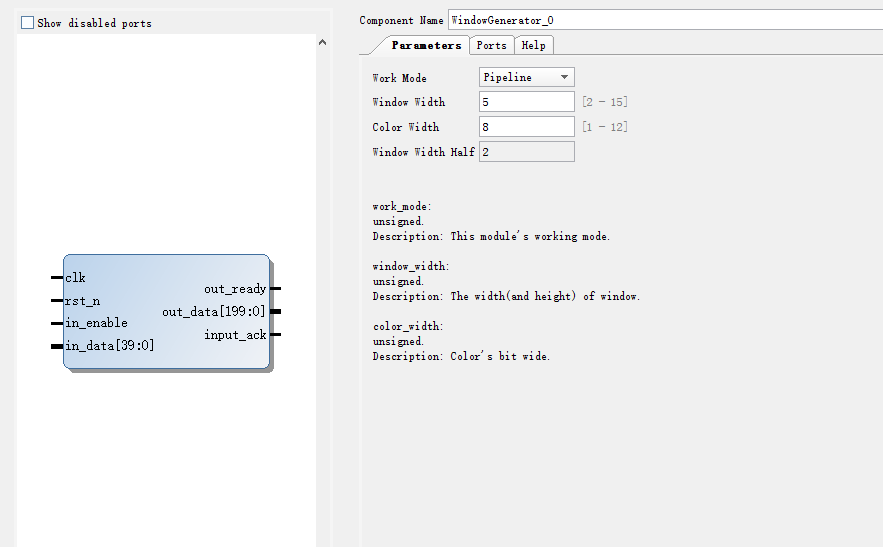 Show disabled ports
clk
rst_n
in_enable
in_data[39:0]
out_ready
out_data[199:0]
input_ack
Component Name WindowGenerator_0
Parameters Ports Help
Work Mode Pipeline
Window Width 5 [2 - 15]
Color Width 8 [1 - 12]
Window Width Half 2
work_mode:
unsigned.
Description: This module's working mode.
window_width:
unsigned.
Description: The width(and height) of window.
color_width:
unsigned.
Description: Color's bit wide.